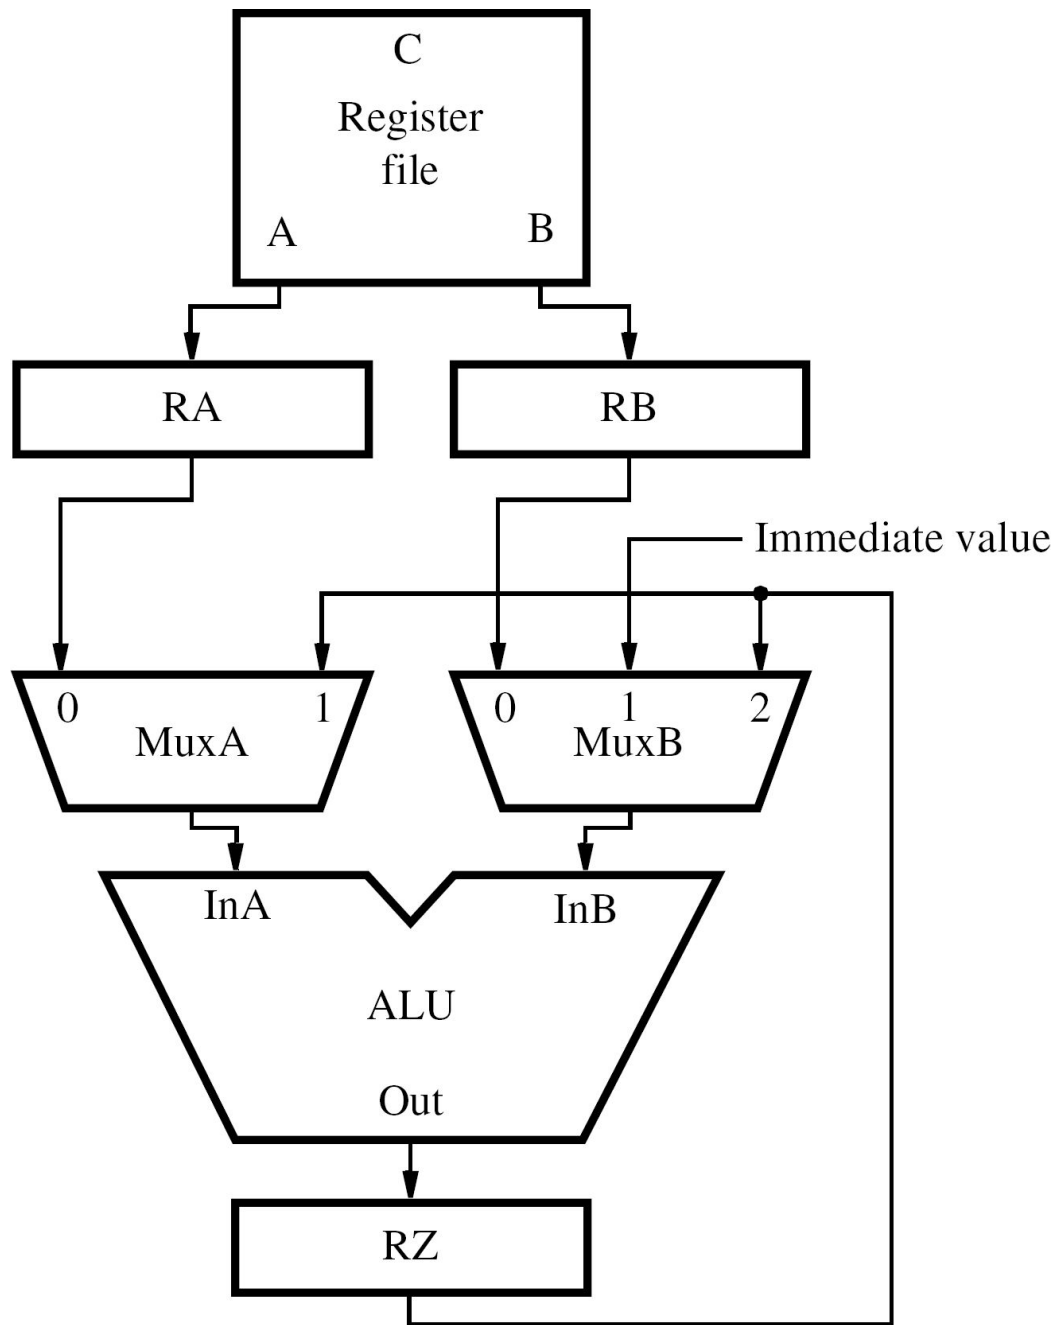 C
Register
file
A
B
RA
RB
Immediate value
0
1
0
1
2
MuxA
MuxB
InA
InB
ALU
Out
RZ